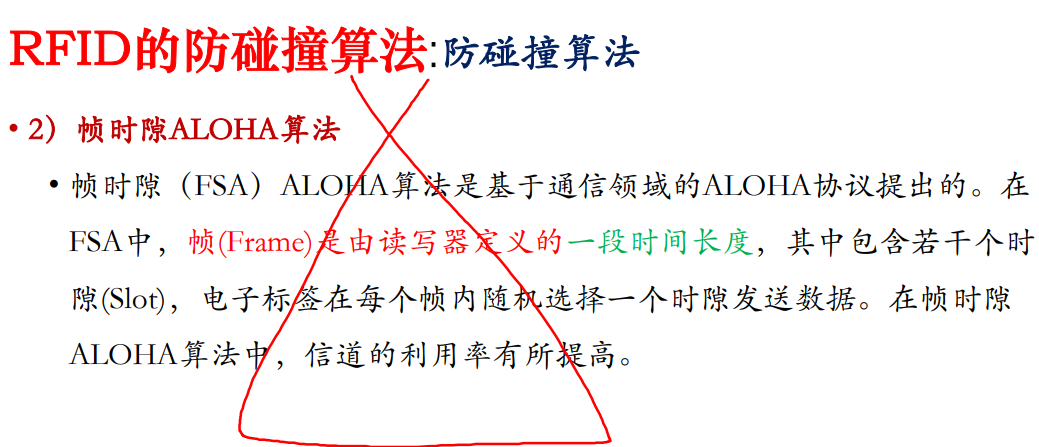 RFID的防碰撞算法:防碰撞算法
• 2）帧时隙ALOHA算法
• 帧时隙（FSA）ALOHA算法是基于通信领域的ALOHA协议提出的。在
FSA中，帧(Frame)是由读写器定义的一段时间长度，其中包含若干个时
隙(Slot)，电子标签在每个帧内随机选择一个时隙发送数据。在帧时隙
ALOHA算法中，信道的利用率有所提高。